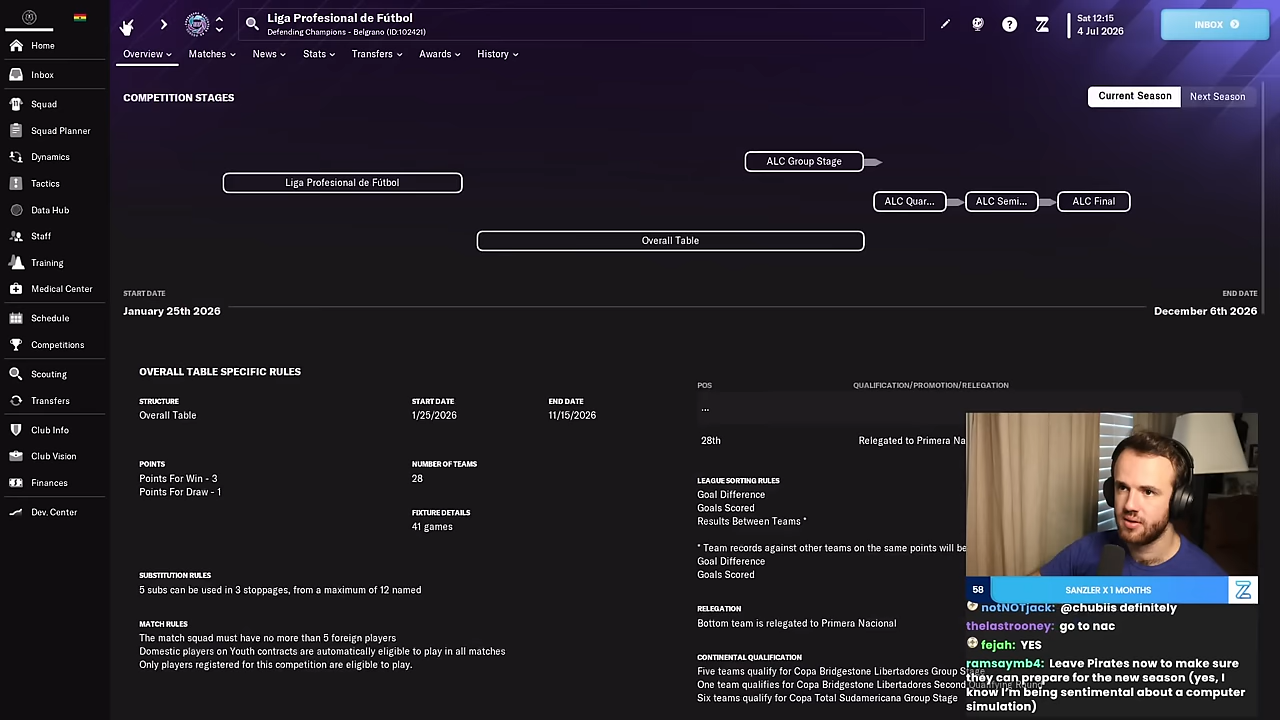 Liga Profesional de Fútbol
Defending Champions - Belgrano (ID:102421)
Sat 12:15
4 Jul 2026
INBOX
Overview
Matches
News
Stats
Transfers
Awards
History
Home
Inbox
Squad
Squad Planner
Dynamics
Tactics
Data Hub
Staff
Training
Medical Center
Schedule
Competitions
Scouting
Transfers
Club Info
Club Vision
Finances
Dev. Center
COMPETITION STAGES
Current Season
Next Season
ALC Group Stage
Liga Profesional de Fútbol
ALC Quar...
ALC Semi...
ALC Final
Overall Table
START DATE
END DATE
January 25th 2026
December 6th 2026
OVERALL TABLE SPECIFIC RULES
STRUCTURE
START DATE
END DATE
Overall Table
1/25/2026
11/15/2026
POINTS
NUMBER OF TEAMS
Points For Win - 3
28
Points For Draw - 1
FIXTURE DETAILS
41 games
SUBSTITUTION RULES
5 subs can be used in 3 stoppages, from a maximum of 12 named
MATCH RULES
The match squad must have no more than 5 foreign players
Domestic players on Youth contracts are automatically eligible to play in all matches
Only players registered for this competition are eligible to play.
POS
QUALIFICATION/PROMOTION/RELEGATION
...
28th
Relegated to Primera Na
LEAGUE SORTING RULES
Goal Difference
Goals Scored
Results Between Teams *
* Team records against other teams on the same points will be
Goal Difference
Goals Scored
RELEGATION
Bottom team is relegated to Primera Nacional
CONTINENTAL QUALIFICATION
Five teams qualify for Copa Bridgestone Libertadores Group Stage
One team qualifies for Copa Bridgestone Libertadores Second Qualifying Round
Six teams qualify for Copa Total Sudamericana Group Stage
58
SANZLER X 1 MONTHS
notNOTjack: @chubiis definitely
thelastrooney: go to nac
fejah: YES
ramsaymb4: Leave Pirates now to make sure
they can prepare for the new season (yes, I
know I'm being sentimental about a computer
simulation)